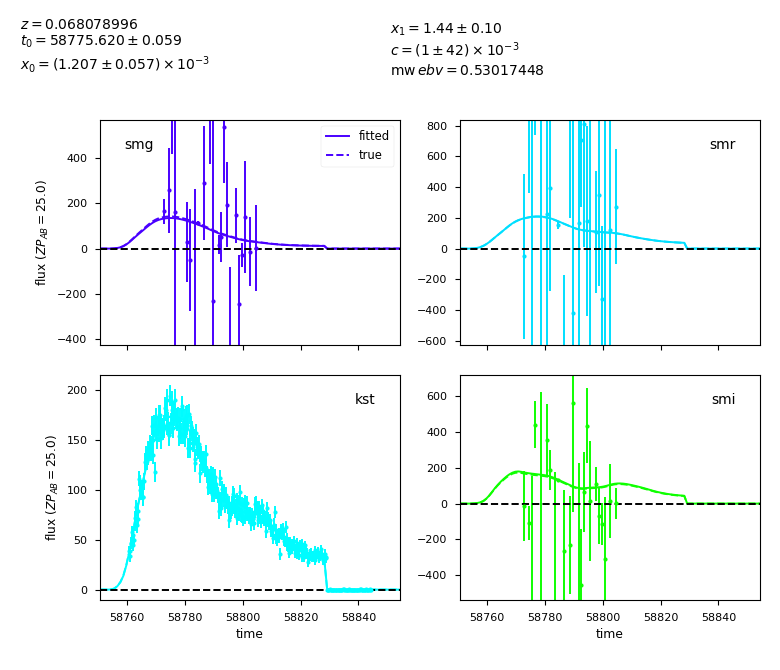 z = 0.068078996
t₀ = 58775.620 ± 0.059
x₀ = (1.207 ± 0.057) × 10⁻³
x₁ = 1.44 ± 0.10
c = (1 ± 42) × 10⁻³
mw ebv = 0.53017448
smg
fitted
true
400
200
0
−200
−400
flux (ZP_AB = 25.0)
smr
800
600
400
200
0
−200
−400
−600
kst
200
150
100
50
0
flux (ZP_AB = 25.0)
58760 58780 58800 58820 58840
time
smi
600
400
200
0
−200
−400
58760 58780 58800 58820 58840
time